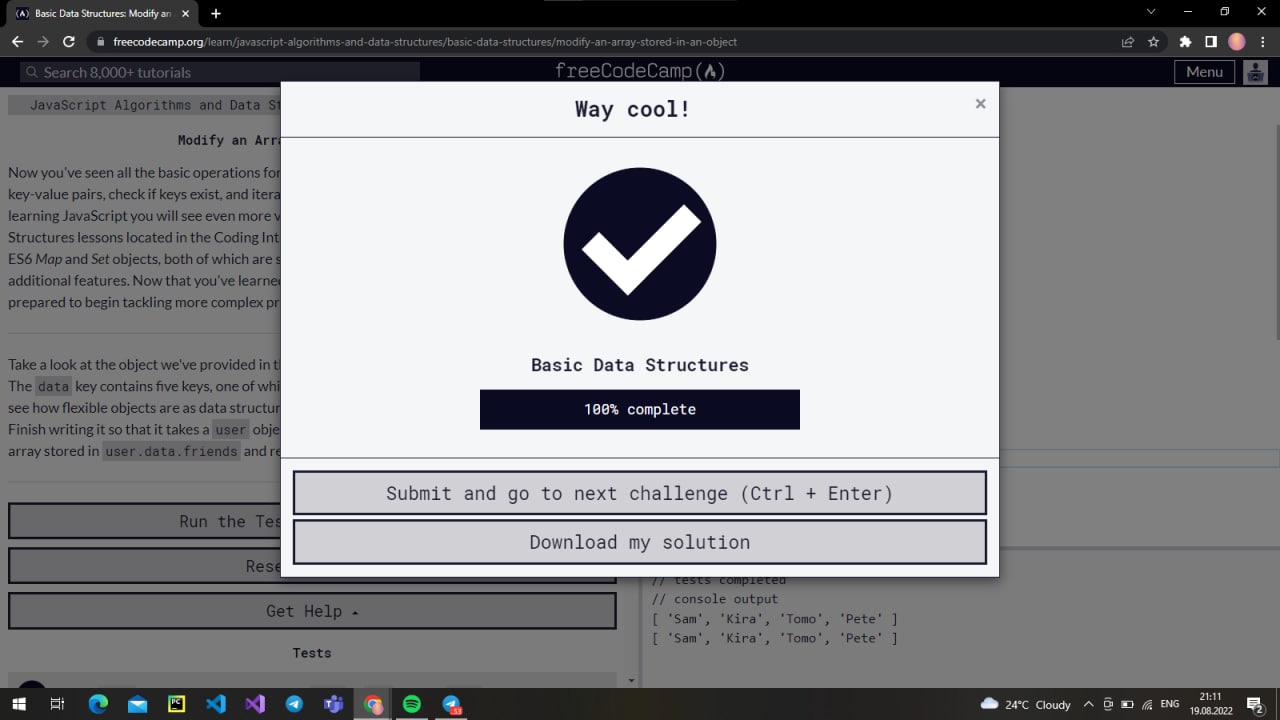 Basic Data Structures: Modify an
freecodecamp.org/learn/javascript-algorithms-and-data-structures/basic-data-structures/modify-an-array-stored-in-an-object
Search 8,000+ tutorials
freeCodeCamp
Menu
JavaScript Algorithms and Data St
Way cool!
Modify an Arra
Now you've seen all the basic operations for
key-value pairs, check if keys exist, and itera
learning JavaScript you will see even more v
Structures lessons located in the Coding Int
ES6 Map and Set objects, both of which are s
additional features. Now that you've learned
prepared to begin tackling more complex pr
Take a look at the object we've provided in th
The data key contains five keys, one of whi
see how flexible objects are as data structur
Finish writing it so that it takes a user obje
array stored in user.data.friends and re
Basic Data Structures
100% complete
Submit and go to next challenge (Ctrl + Enter)
Download my solution
Run the Tes
Rese
Get Help
Tests
// tests completed
// console output
[ 'Sam', 'Kira', 'Tomo', 'Pete' ]
[ 'Sam', 'Kira', 'Tomo', 'Pete' ]
PC
53
24°C Cloudy
ENG
21:11
19.08.2022
2